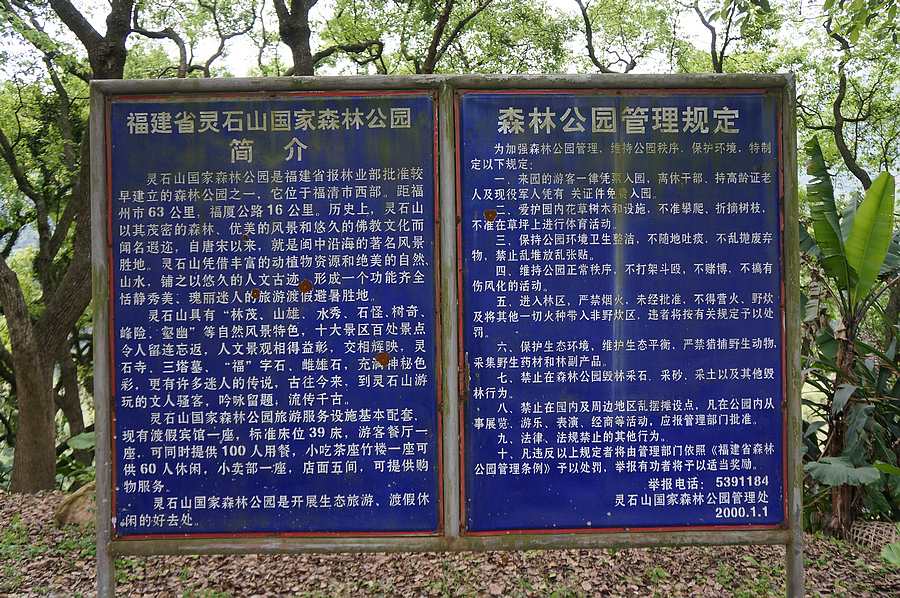 福建省灵石山国家森林公园
简介
灵石山国家森林公园是福建省报林业部批准较
早建立的森林公园之一，它位于福清市西部。距福
州市63公里，福厦公路16公里。历史上，灵石山
以其茂密的森林、优美的风景和悠久的佛教文化而
闻名遐迩，自唐宋以来，就是闽中沿海的著名风景
胜地。灵石山凭借丰富的动植物资源和绝美的自然
山水，铺之以悠久的人文古迹，形成一个功能齐全
恬静秀美、瑰丽迷人的旅游渡假避暑胜地。
灵石山具有“林茂、山雄、水秀、石怪、树奇、
峰险、壑幽”等自然风景特色，十大景区百处景点
令人留连忘返，人文景观相得益彰，交相辉映。灵
石寺、三塔墓，“福”字石、雌雄石，充满神秘色
彩，更有许多迷人的传说，古往今来，到灵石山游
玩的文人骚客，吟咏留题，流传千古。
灵石山国家森林公园旅游服务设施基本配套，
现有渡假宾馆一座，标准床位39床，游客餐厅一
座，可同时提供100人用餐，小吃茶座竹楼一座可
供60人休闲，小卖部一座，店面五间，可提供购
物服务。
灵石山国家森林公园是开展生态旅游、渡假休
闲的好去处。
森林公园管理规定
为加强森林公园管理、维持公园秩序、保护环境，特制
定以下规定：
一、来园的游客一律凭票入园，离休干部、持高龄证老
人及现役军人凭有关证件免费入园。
二、爱护园内花草树木和设施，不准攀爬、折摘树枝，
不准在草坪上进行体育活动。
三、保持公园环境卫生整洁，不随地吐痰，不乱抛废弃
物，禁止乱堆放乱张贴。
四、维持公园正常秩序，不打架斗殴，不赌博，不搞有
伤风化的活动。
五、进入林区，严禁烟火，未经批准，不得营火、野炊
及将其他一切火种带入非野炊区，违者将按有关规定予以处
罚。
六、保护生态环境，维护生态平衡，严禁猎捕野生动物，
采集野生药材和林副产品。
七、禁止在森林公园毁林采石、采砂、采土以及其他毁
林行为。
八、禁止在园内及周边地区乱摆摊设点，凡在公园内从
事展览、游乐、表演、经商等活动，应报管理部门批准。
九、法律、法规禁止的其他行为。
十、凡违反以上规定者将由管理部门依照《福建省森林
公园管理条例》予以处罚，举报有功者将予以适当奖励。
举报电话：5391184
灵石山国家森林公园管理处
2000.1.1